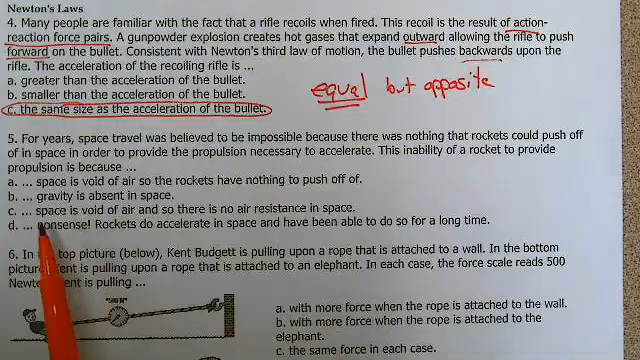 Newton's Laws
4. Many people are familiar with the fact that a rifle recoils when fired. This recoil is the result of action-
reaction force pairs. A gunpowder explosion creates hot gases that expand outward allowing the rifle to push
forward on the bullet. Consistent with Newton's third law of motion, the bullet pushes backwards upon the
rifle. The acceleration of the recoiling rifle is ...
a. greater than the acceleration of the bullet.
b. smaller than the acceleration of the bullet.
c. the same size as the acceleration of the bullet.
equal but opposite
5. For years, space travel was believed to be impossible because there was nothing that rockets could push off
of in space in order to provide the propulsion necessary to accelerate. This inability of a rocket to provide
propulsion is because ...
a. ... space is void of air so the rockets have nothing to push off of.
b. ... gravity is absent in space.
c. ... space is void of air and so there is no air resistance in space.
d. ... nonsense! Rockets do accelerate in space and have been able to do so for a long time.
6. In the top picture (below), Kent Budgett is pulling upon a rope that is attached to a wall. In the bottom
picture, Kent is pulling upon a rope that is attached to an elephant. In each case, the force scale reads 500
Newton. Kent is pulling ...
"500 N"
a. with more force when the rope is attached to the wall.
b. with more force when the rope is attached to the
elephant.
c. the same force in each case.